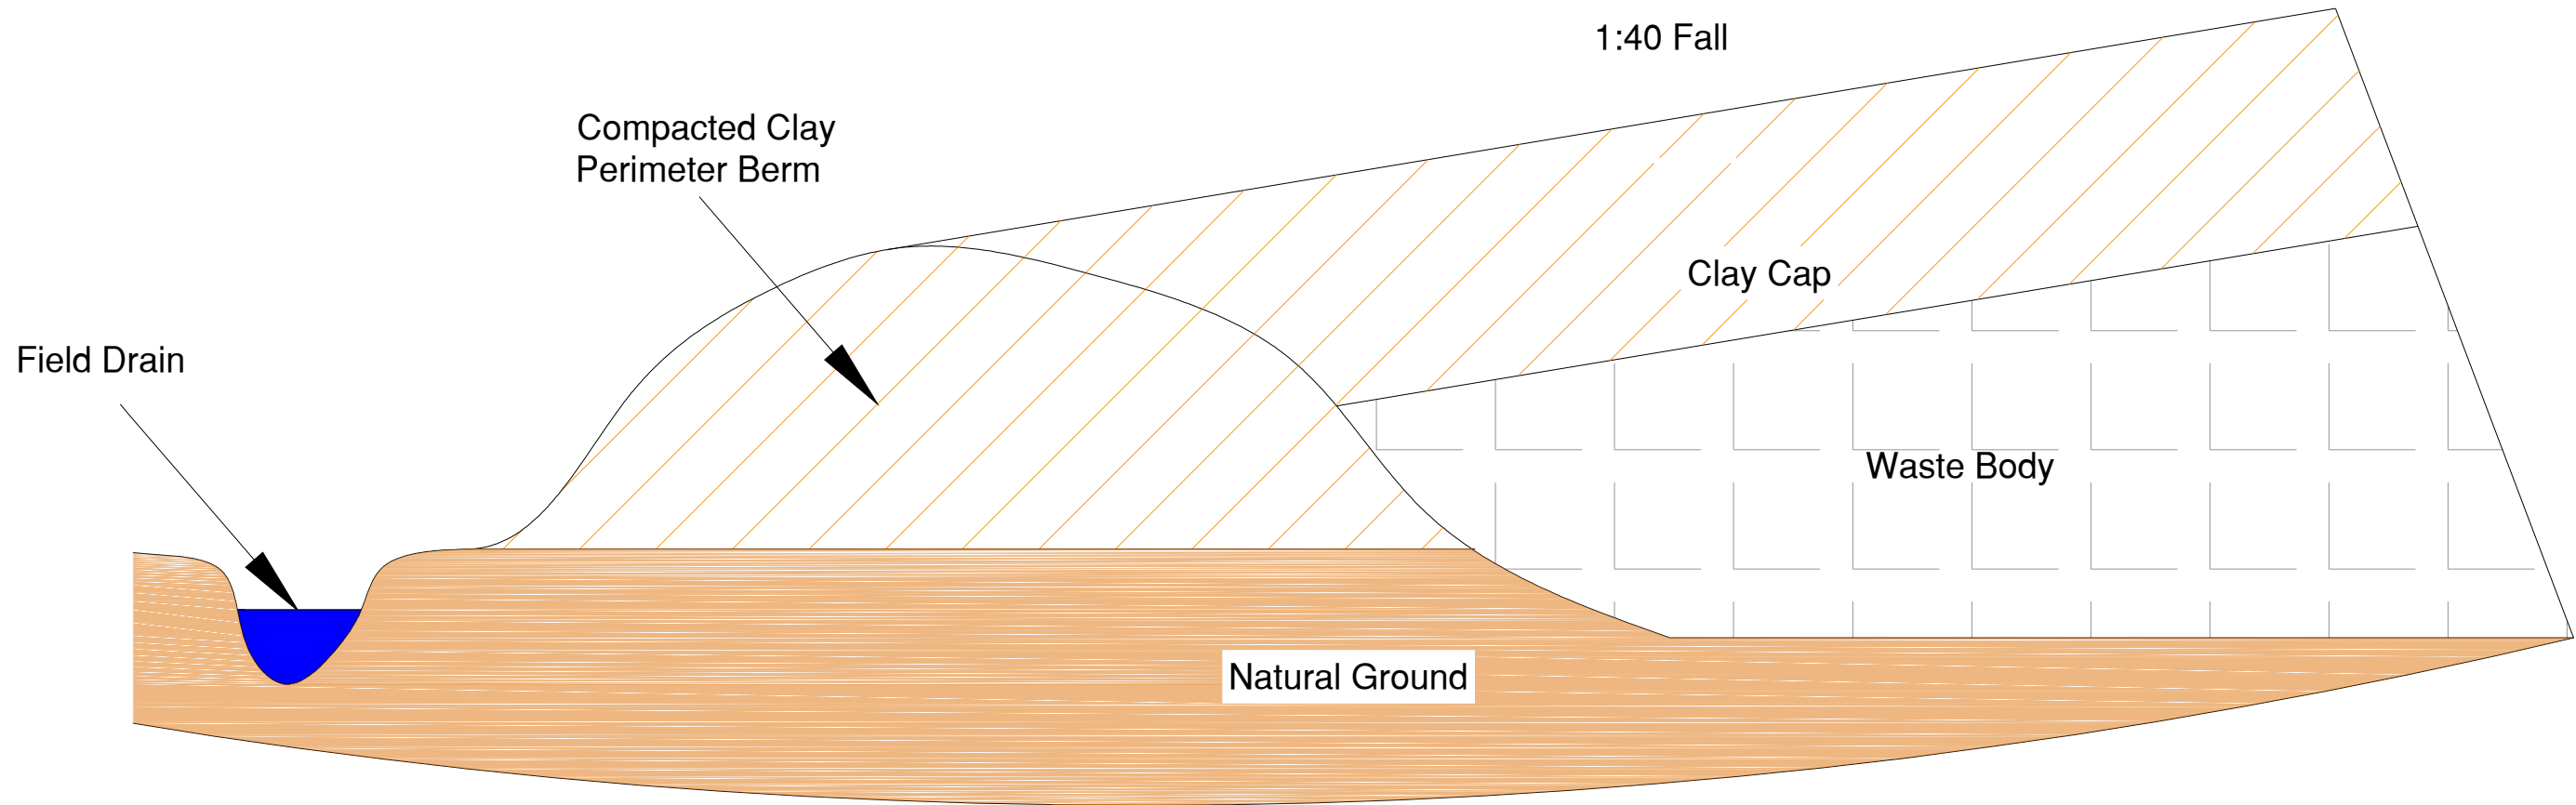 1:40 Fall
Compacted Clay
Perimeter Berm
Clay Cap
Field Drain
Waste Body
Natural Ground